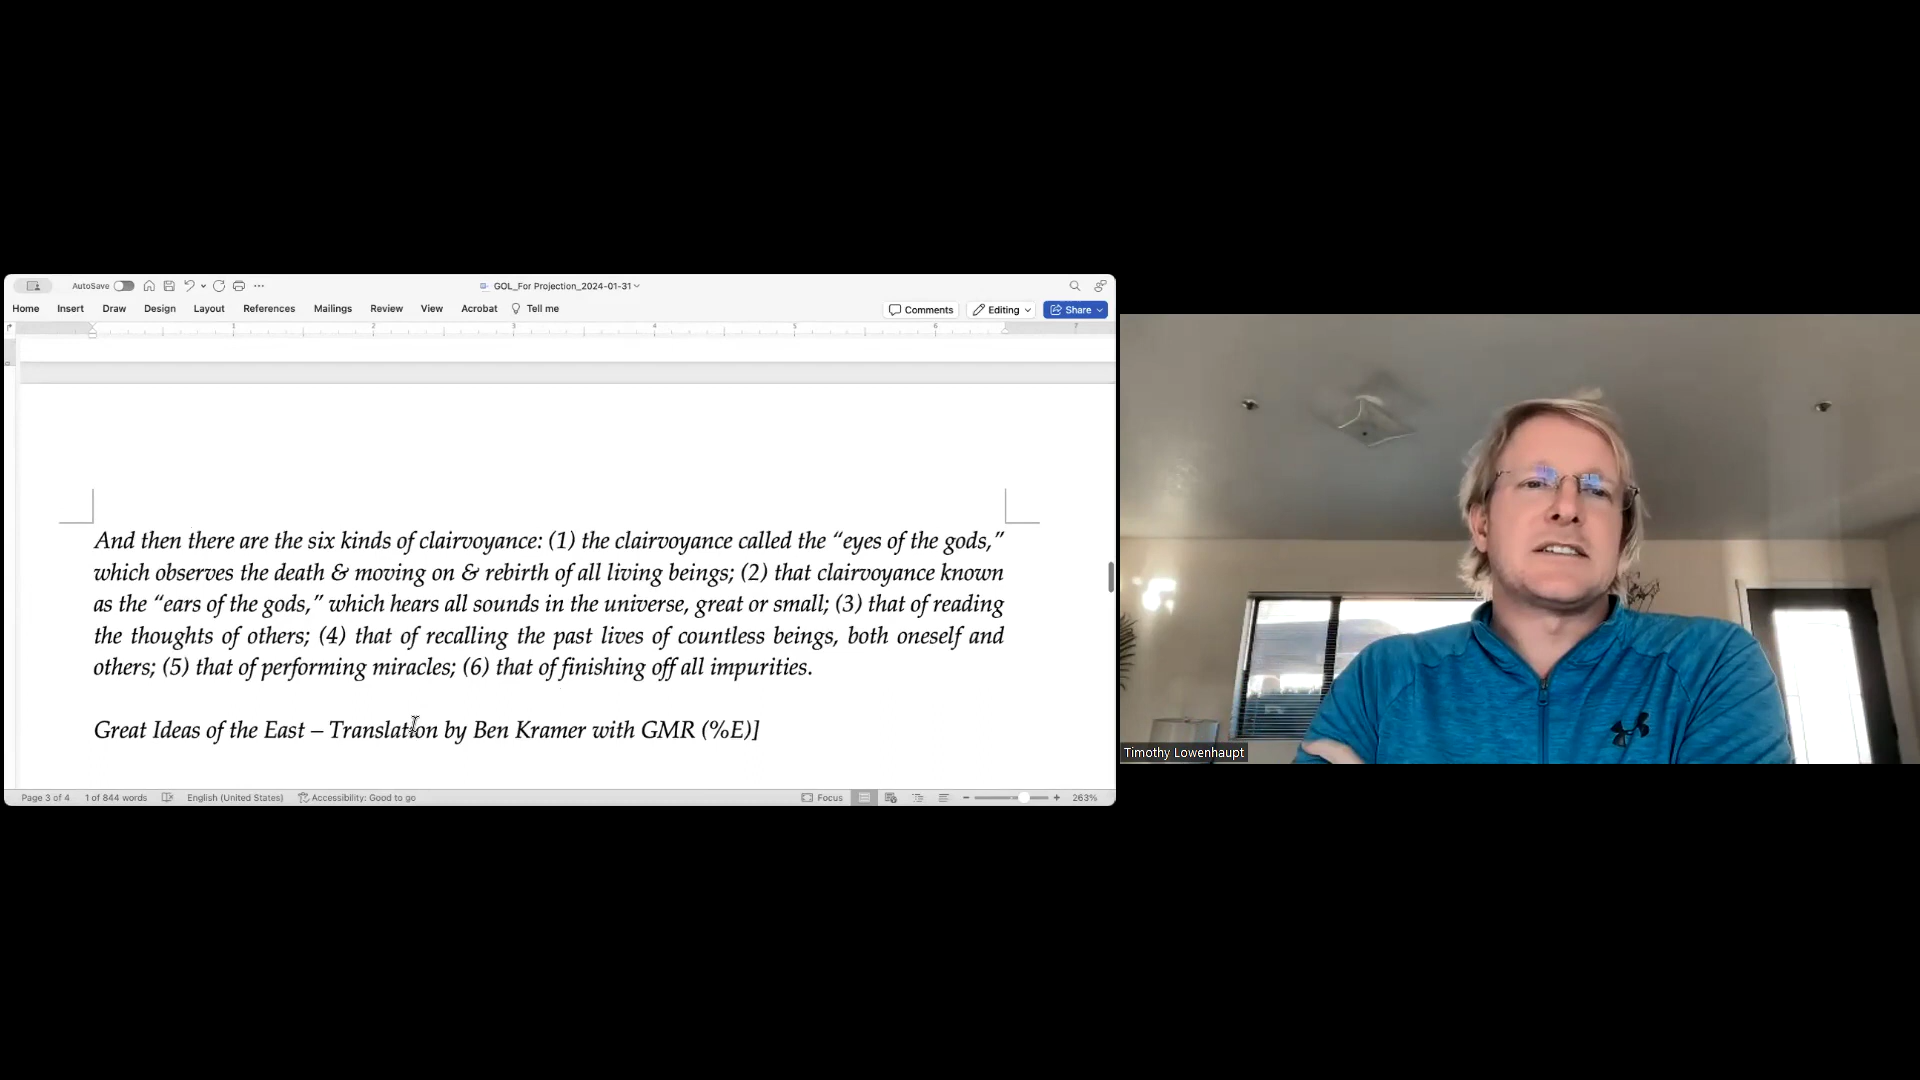 AutoSave
GOL_For Projection_2024-01-31
Home Insert Draw Design Layout References Mailings Review View Acrobat Tell me
Comments Editing Share
1 2 3 4 5 6 7
And then there are the six kinds of clairvoyance: (1) the clairvoyance called the “eyes of the gods,”
which observes the death & moving on & rebirth of all living beings; (2) that clairvoyance known
as the “ears of the gods,” which hears all sounds in the universe, great or small; (3) that of reading
the thoughts of others; (4) that of recalling the past lives of countless beings, both oneself and
others; (5) that of performing miracles; (6) that of finishing off all impurities.
Great Ideas of the East – Translation by Ben Kramer with GMR (%E)]
Page 3 of 4 1 of 844 words English (United States) Accessibility: Good to go Focus 263%
Timothy Lowenhaupt